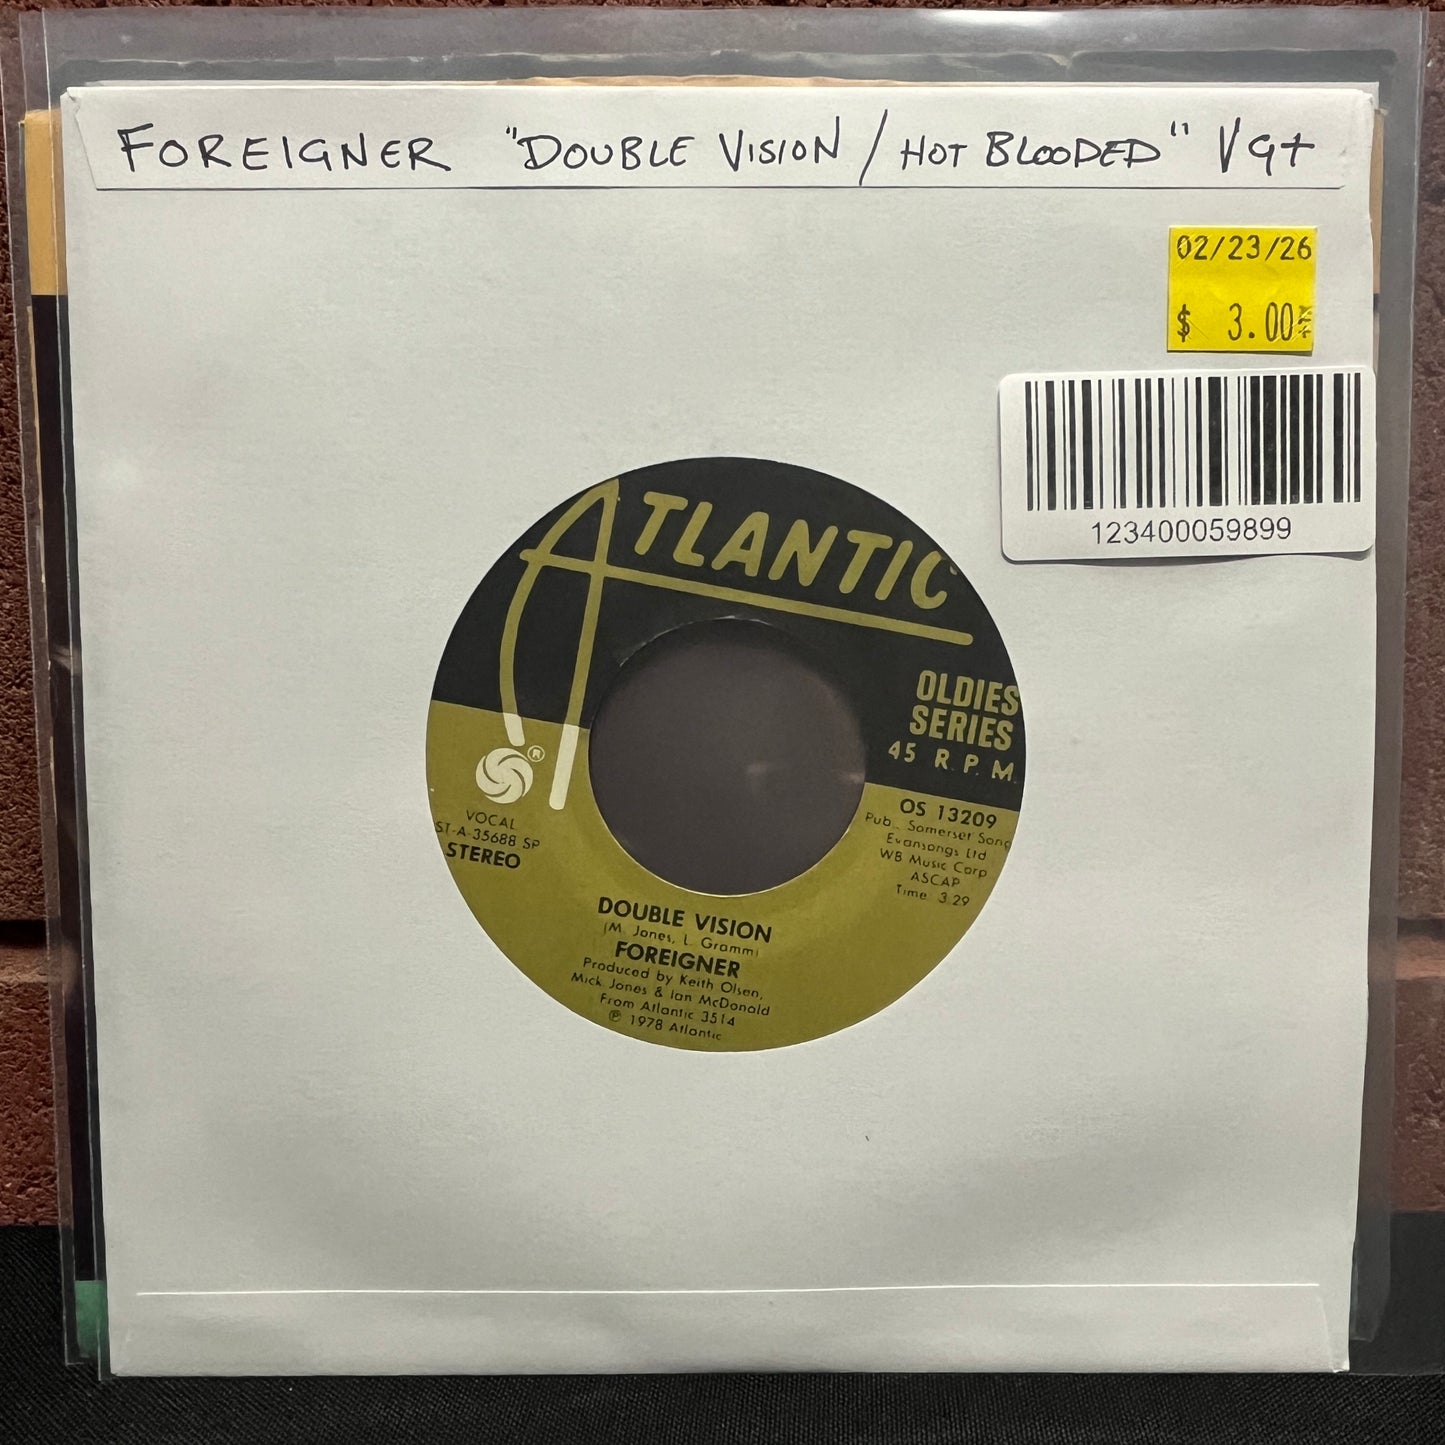 FOREIGNER "DOUBLE VISION / HOT BLOODED" VG+
02/23/26
$ 3.00
123400059899
ATLANTIC
OLDIES
SERIES
45 R.P.M.
®
VOCAL
ST-A-35688 SP
STEREO
OS 13209
Pub., Somerset Song
Evansongs Ltd
WB Music Corp
ASCAP
Time 3.29
DOUBLE VISION
(M. Jones, L. Gramm)
FOREIGNER
Produced by Keith Olsen,
Mick Jones & Ian McDonald
From Atlantic 3514
℗ 1978 Atlantic